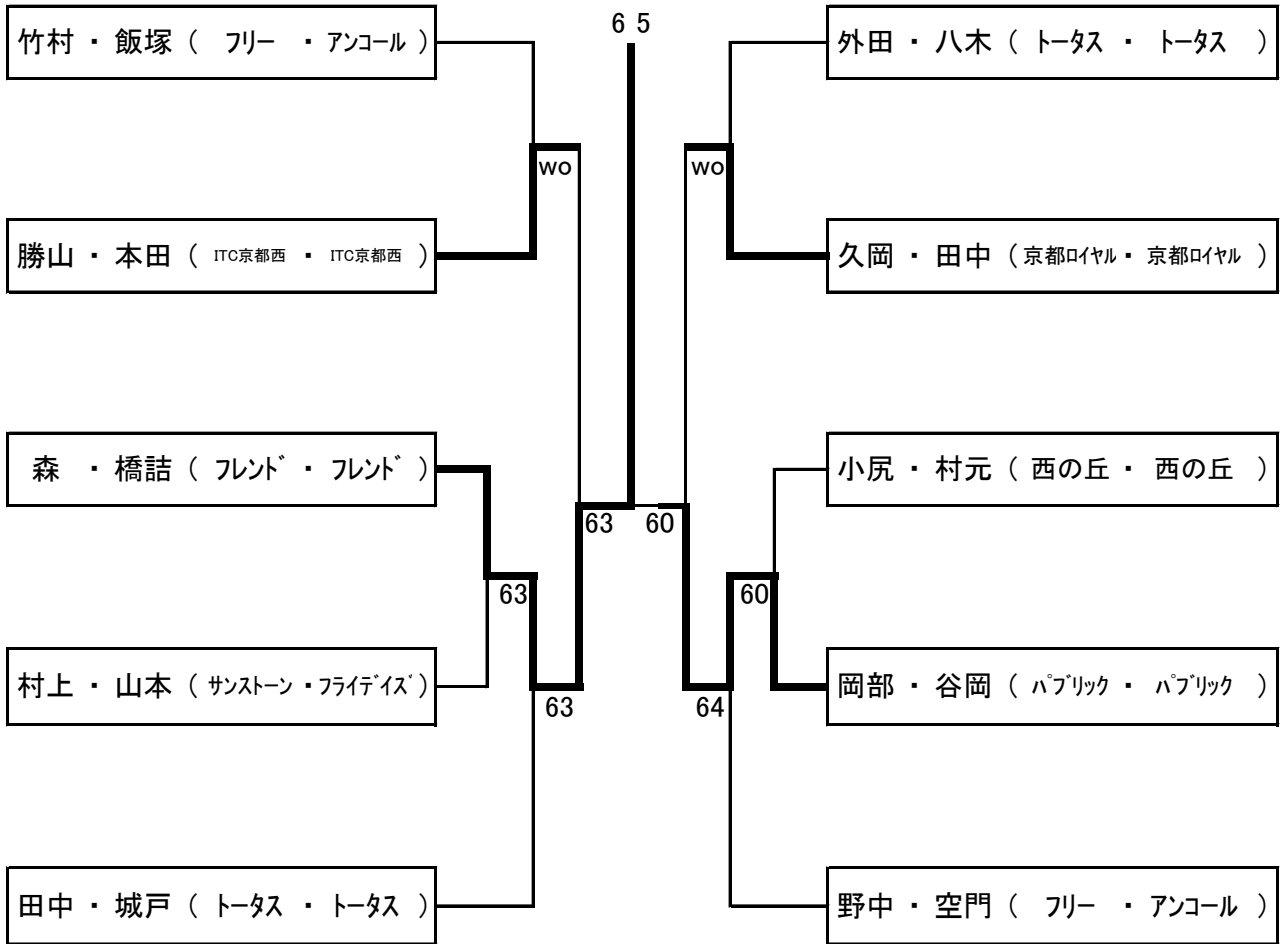 6 5
竹村 ・ 飯塚 ( フリー ・ アンコール )
外田 ・ 八木 ( トータス ・ トータス )
wo
wo
勝山 ・ 本田 ( ITC京都西 ・ ITC京都西 )
久岡 ・ 田中 ( 京都ロイヤル ・ 京都ロイヤル )
森 ・ 橋詰 ( フレンド ・ フレンド )
小尻 ・ 村元 ( 西の丘 ・ 西の丘 )
63
60
63
60
村上 ・ 山本 ( サンストーン ・ フライデイズ )
岡部 ・ 谷岡 ( パブリック ・ パブリック )
63
64
田中 ・ 城戸 ( トータス ・ トータス )
野中 ・ 空門 ( フリー ・ アンコール )